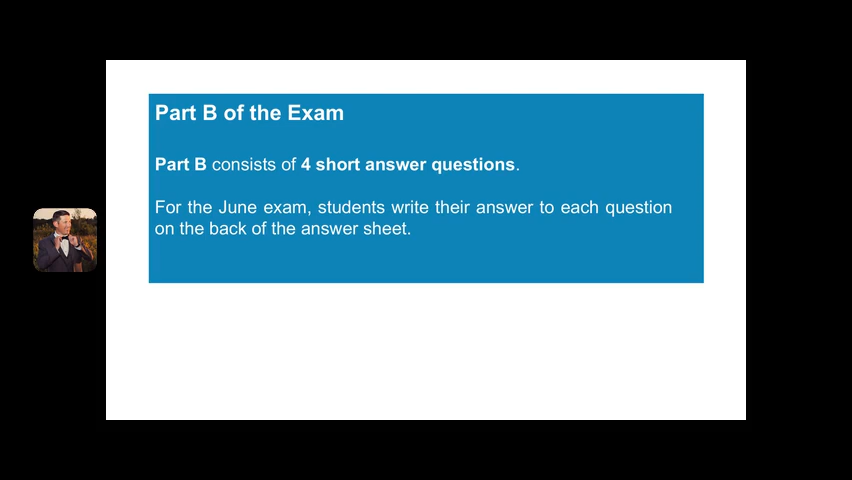 Part B of the Exam
Part B consists of 4 short answer questions.
For the June exam, students write their answer to each question
on the back of the answer sheet.